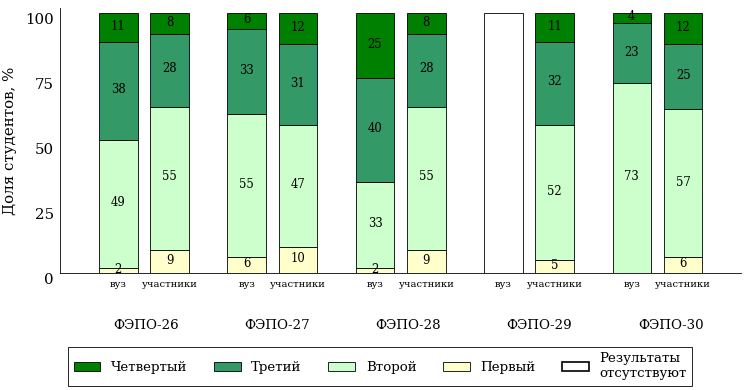 Доля студентов, %
100
75
50
25
0
11 8 6 12 25 8 11 4 12
38 28 33 31 40 28 32 23 25
49 55 55 47 33 55 52 73 57
2 9 6 10 2 9 5 6
вуз участники вуз участники вуз участники вуз участники вуз участники
ФЭПО-26 ФЭПО-27 ФЭПО-28 ФЭПО-29 ФЭПО-30
Четвертый Третий Второй Первый Результаты
отсутствуют